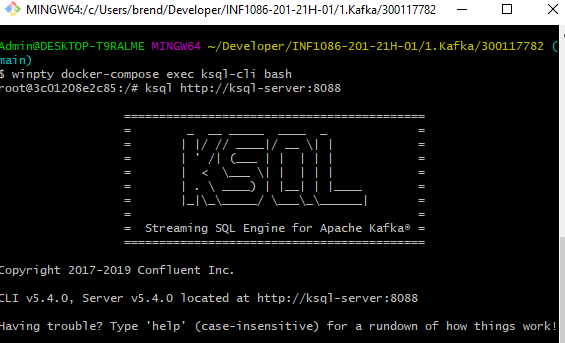 MINGW64:/c/Users/brend/Developer/INF1086-201-21H-01/1.Kafka/300117782
Admin@DESKTOP-T9RALME MINGW64 ~/Developer/INF1086-201-21H-01/1.Kafka/300117782 (
main)
$ winpty docker-compose exec ksql-cli bash
root@3c01208e2c85:/# ksql http://ksql-server:8088
===========================================
=        _  __ _____  ____  _             =
=       | |/ // ____|/ __ \| |            =
=       | ' /| (___ | |  | | |            =
=       |  < \___ \| |  | | |            =
=       | . \ ____) | |__| | |____        =
=       |_|\_\_____/ \___\_\______|       =
=                                         =
=  Streaming SQL Engine for Apache Kafka® =
===========================================
Copyright 2017-2019 Confluent Inc.
CLI v5.4.0, Server v5.4.0 located at http://ksql-server:8088
Having trouble? Type 'help' (case-insensitive) for a rundown of how things work!